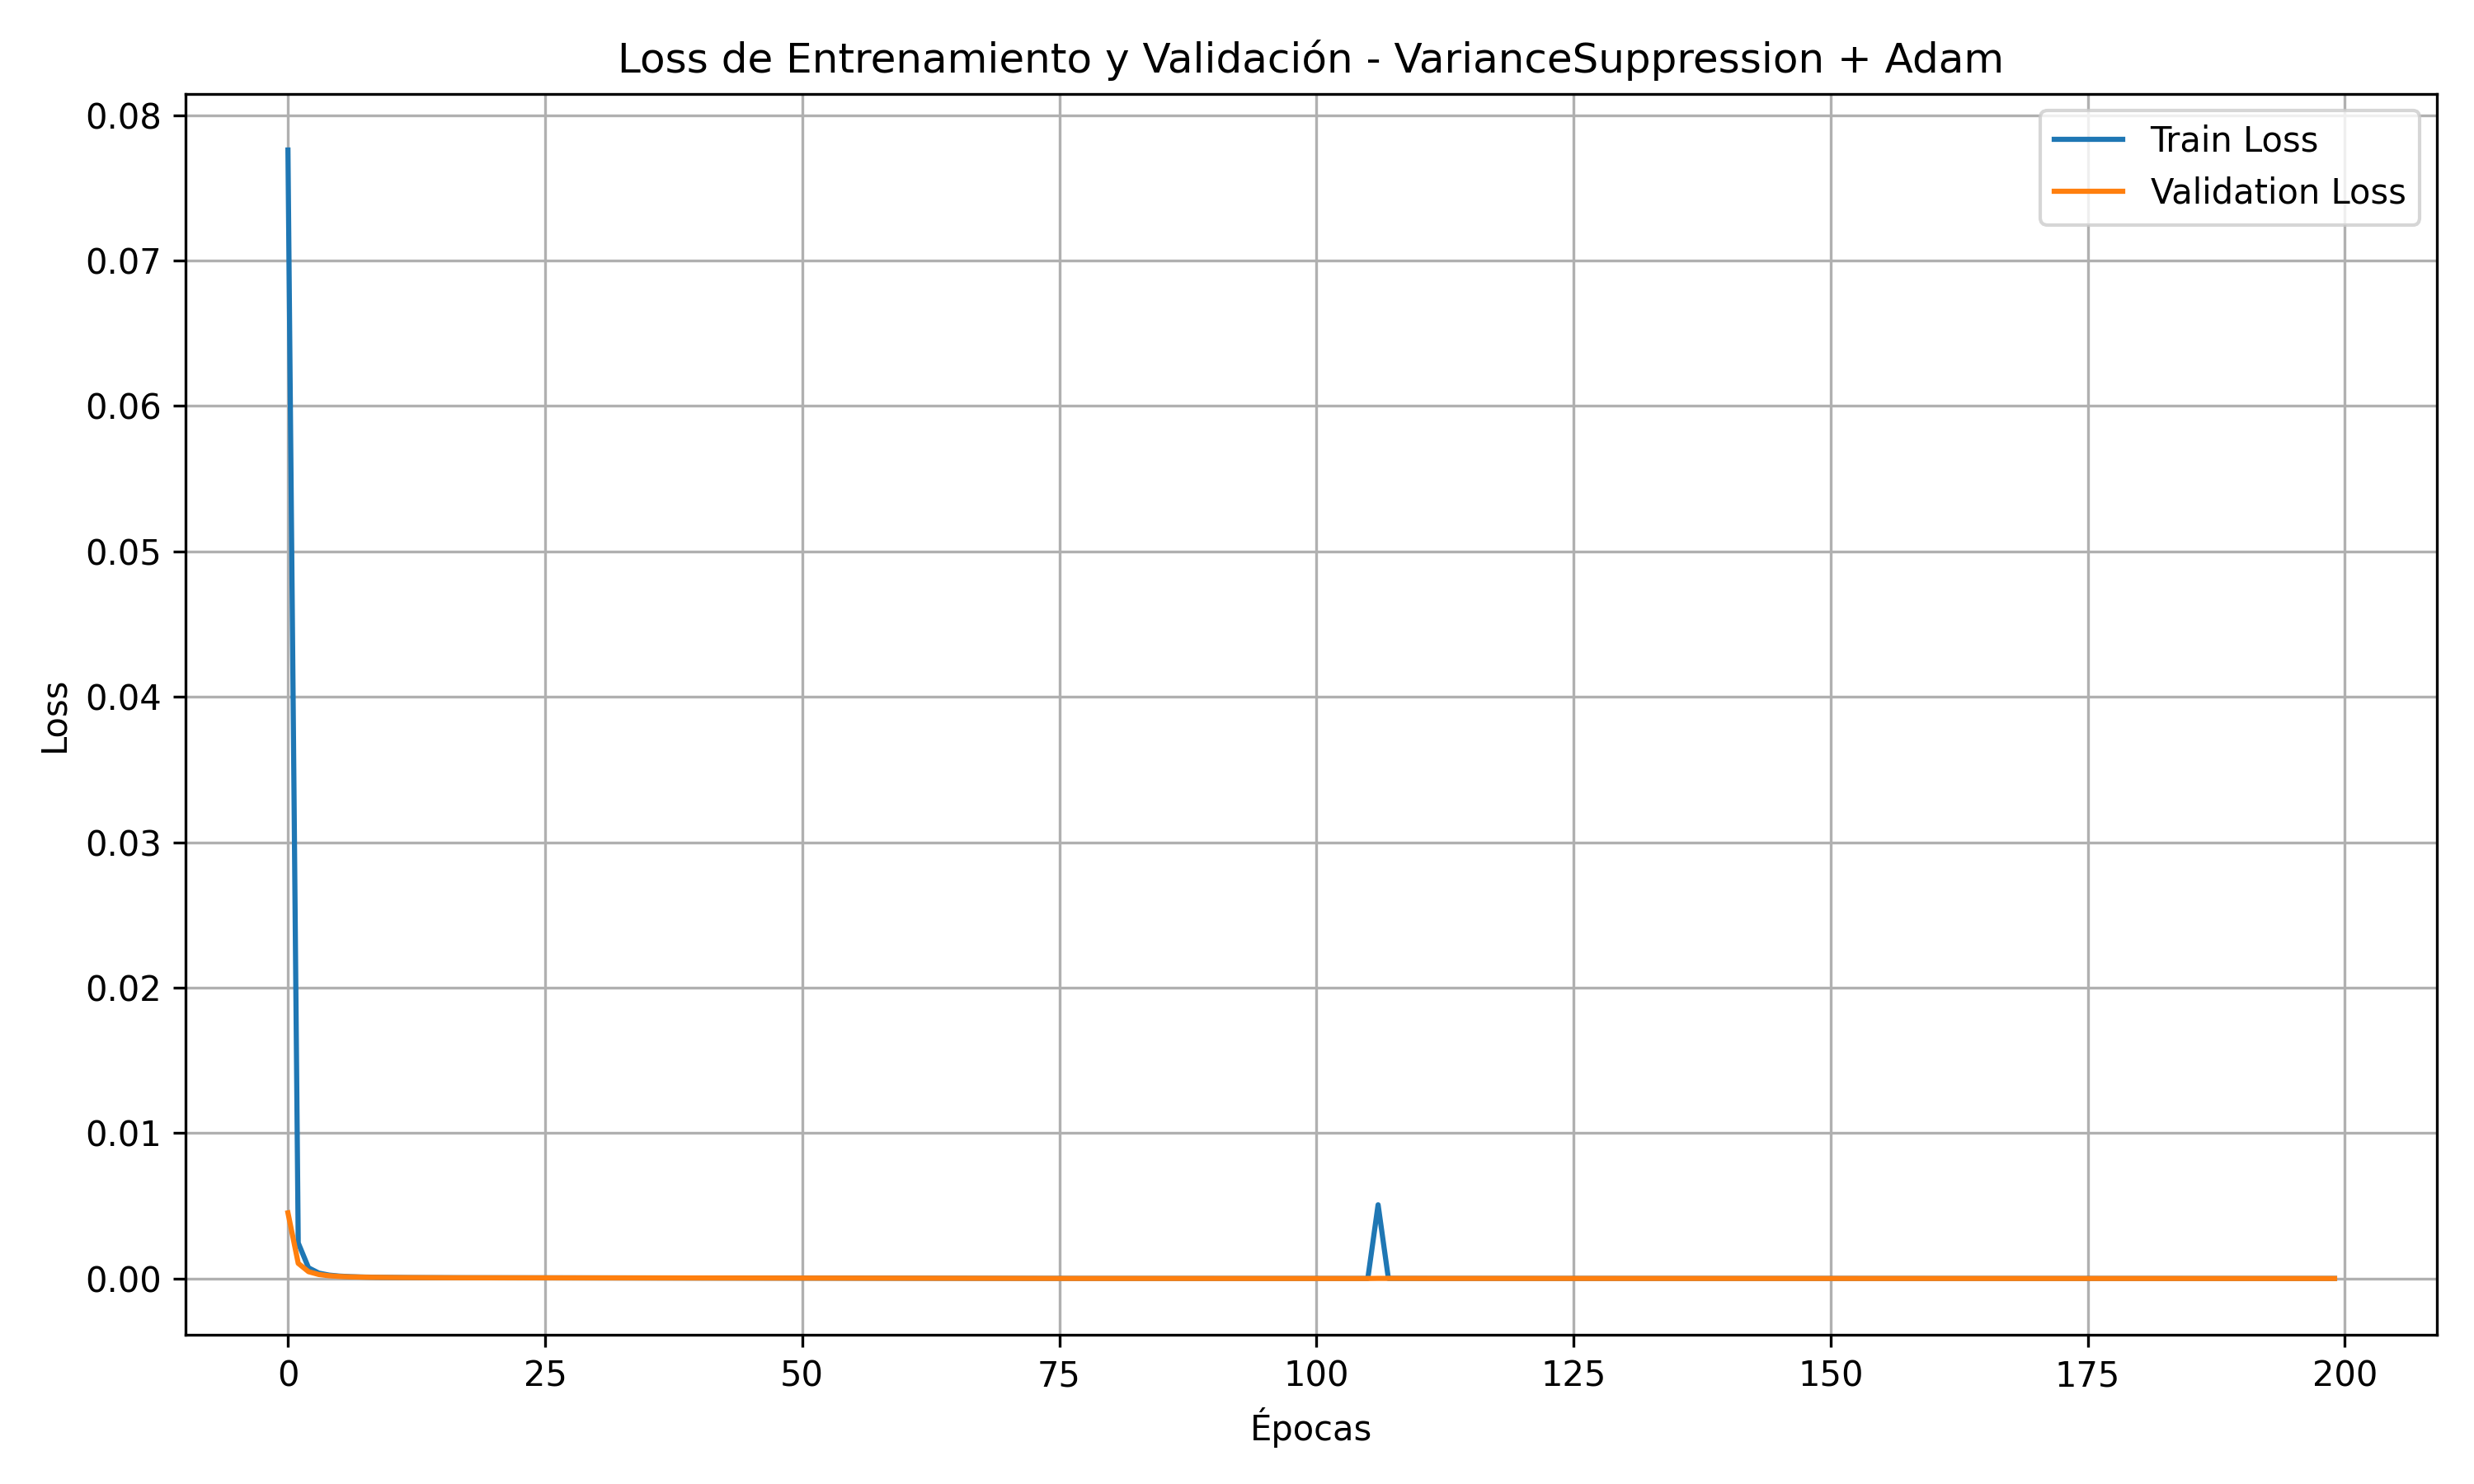 Loss de Entrenamiento y Validación - VarianceSuppression + Adam
Train Loss
Validation Loss
0.08
0.07
0.06
0.05
0.04
0.03
0.02
0.01
0.00
Loss
0 25 50 75 100 125 150 175 200
Épocas